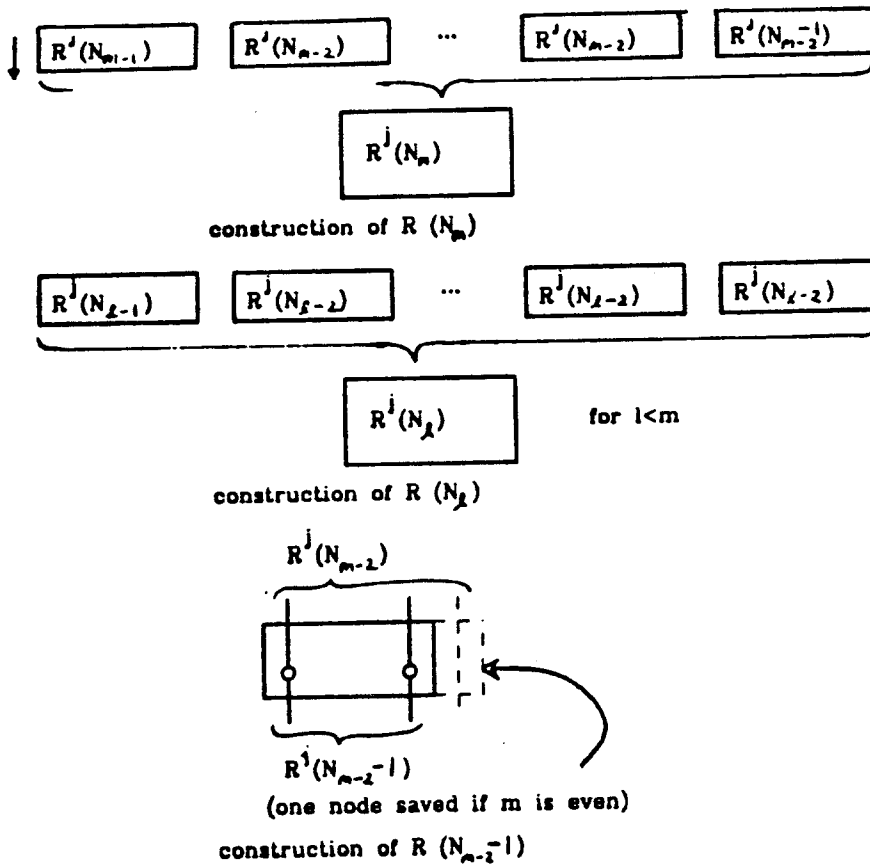 R^j(N_{m-1}) R^j(N_{m-2}) ... R^j(N_{m-2}) R^j(N_{m-2}-1)
R^j(N_m)
construction of R (N_m)
R^j(N_{ℓ-1}) R^j(N_{ℓ-2}) ... R^j(N_{ℓ-2}) R^j(N_{ℓ-2})
R^j(N_ℓ) for l<m
construction of R (N_ℓ)
R^j(N_{m-2})
R^j(N_{m-2}-1)
(one node saved if m is even)
construction of R (N_{m-2}-1)